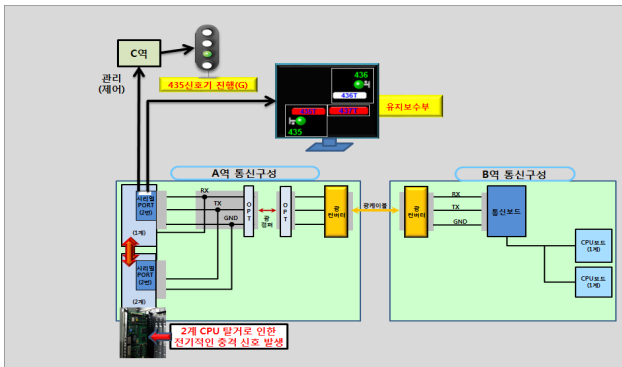 C역
관리
(제어)
435신호기 진행(G)
436
436T
435T
437T
435
유지보수부
A역 통신구성
B역 통신구성
시리얼
PORT
(2번)
(1계)
RX
TX
GND
OPT
광
점퍼
OPT
광
컨버터
광케이블
광
컨버터
RX
TX
GND
통신보드
CPU보드
(1계)
CPU보드
(1계)
시리얼
PORT
(2번)
(2계)
2계 CPU 탈거로 인한
전기적인 충격 신호 발생